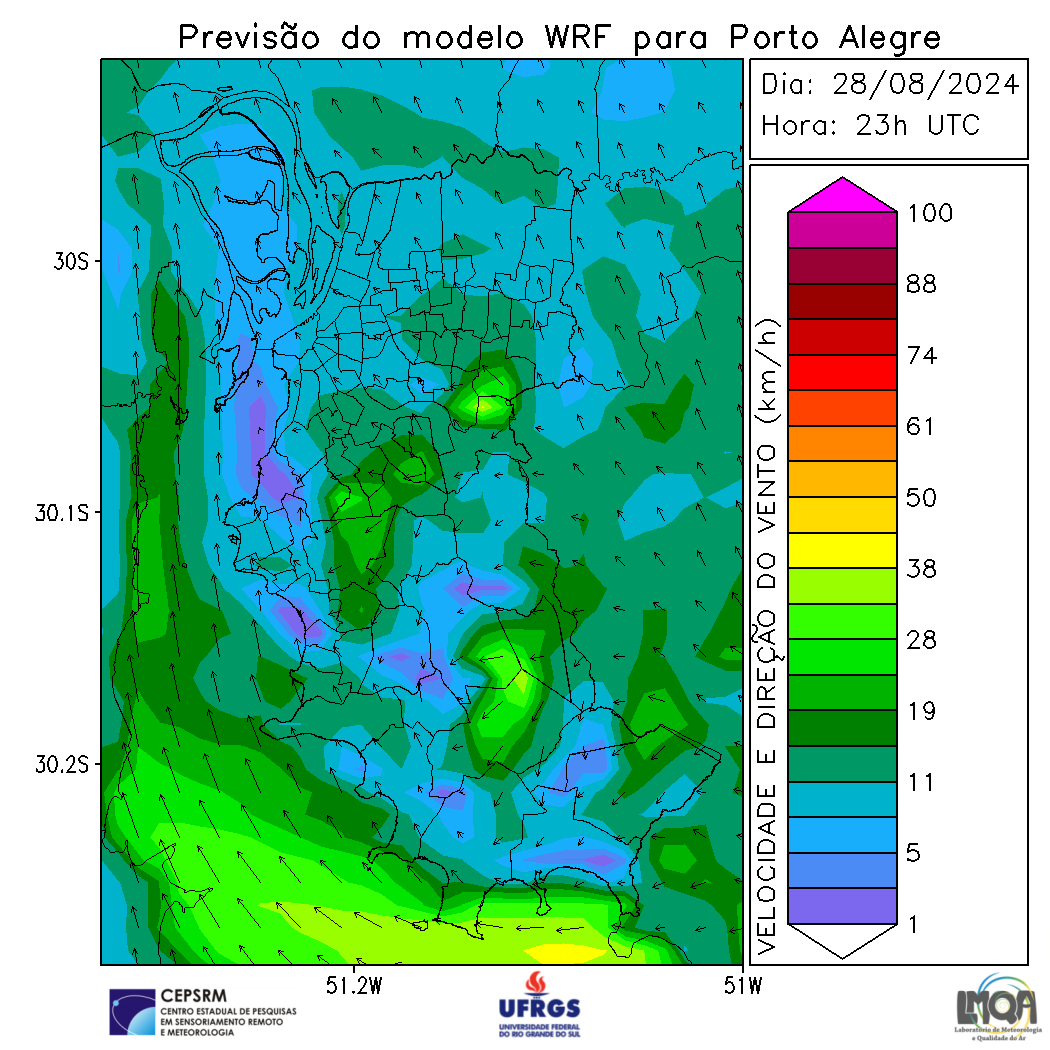 Previsão do modelo WRF para Porto Alegre
Dia: 28/08/2024
Hora: 23h UTC
30S
30.1S
30.2S
51.2W
51W
VELOCIDADE E DIREÇÃO DO VENTO (km/h)
100
88
74
61
50
38
28
19
11
5
1
CEPSRM
CENTRO ESTADUAL DE PESQUISAS
EM SENSORIAMENTO REMOTO
E METEOROLOGIA
UFRGS
UNIVERSIDADE FEDERAL
DO RIO GRANDE DO SUL
LMQA
Laboratório de Meteorologia
e Qualidade do Ar